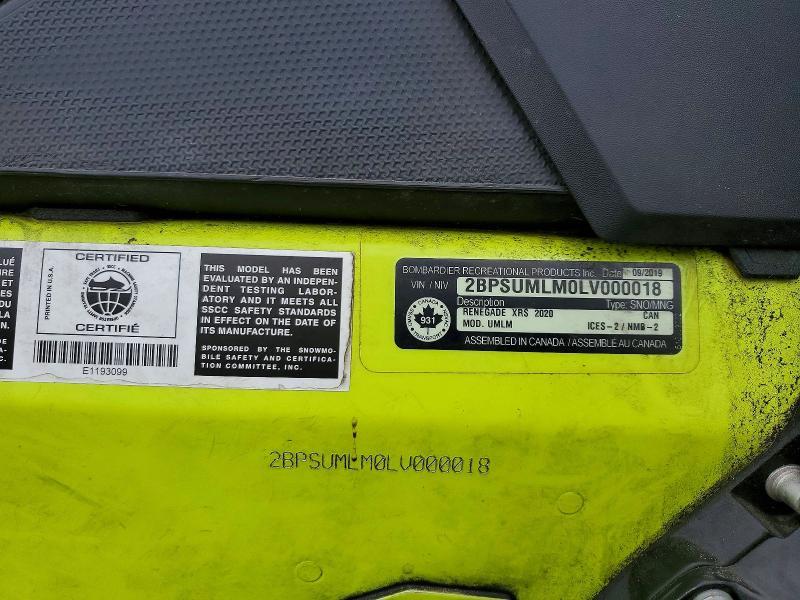 LUÉ
CERTIFIED
PRINTED IN U.S.A.
CERTIFIÉ
E1193099
THIS MODEL HAS BEEN
EVALUATED BY AN INDEPEN-
DENT TESTING LABOR-
ATORY AND IT MEETS ALL
SSCC SAFETY STANDARDS
IN EFFECT ON THE DATE OF
ITS MANUFACTURE.
SPONSORED BY THE SNOWMO-
BILE SAFETY AND CERTIFICA-
TION COMMITTEE, INC.
BOMBARDIER RECREATIONAL PRODUCTS Inc. Date 09/2019
VIN / NIV 2BPSUMLM0LV000018
Description Type: SNO/MNG
RENEGADE XRS 2020 CAN
MOD. UMLM ICES-2 / NMB-2
CANADA
931
TRANSPORT
ASSEMBLED IN CANADA / ASSEMBLÉ AU CANADA
2BPSUMLM0LV000018